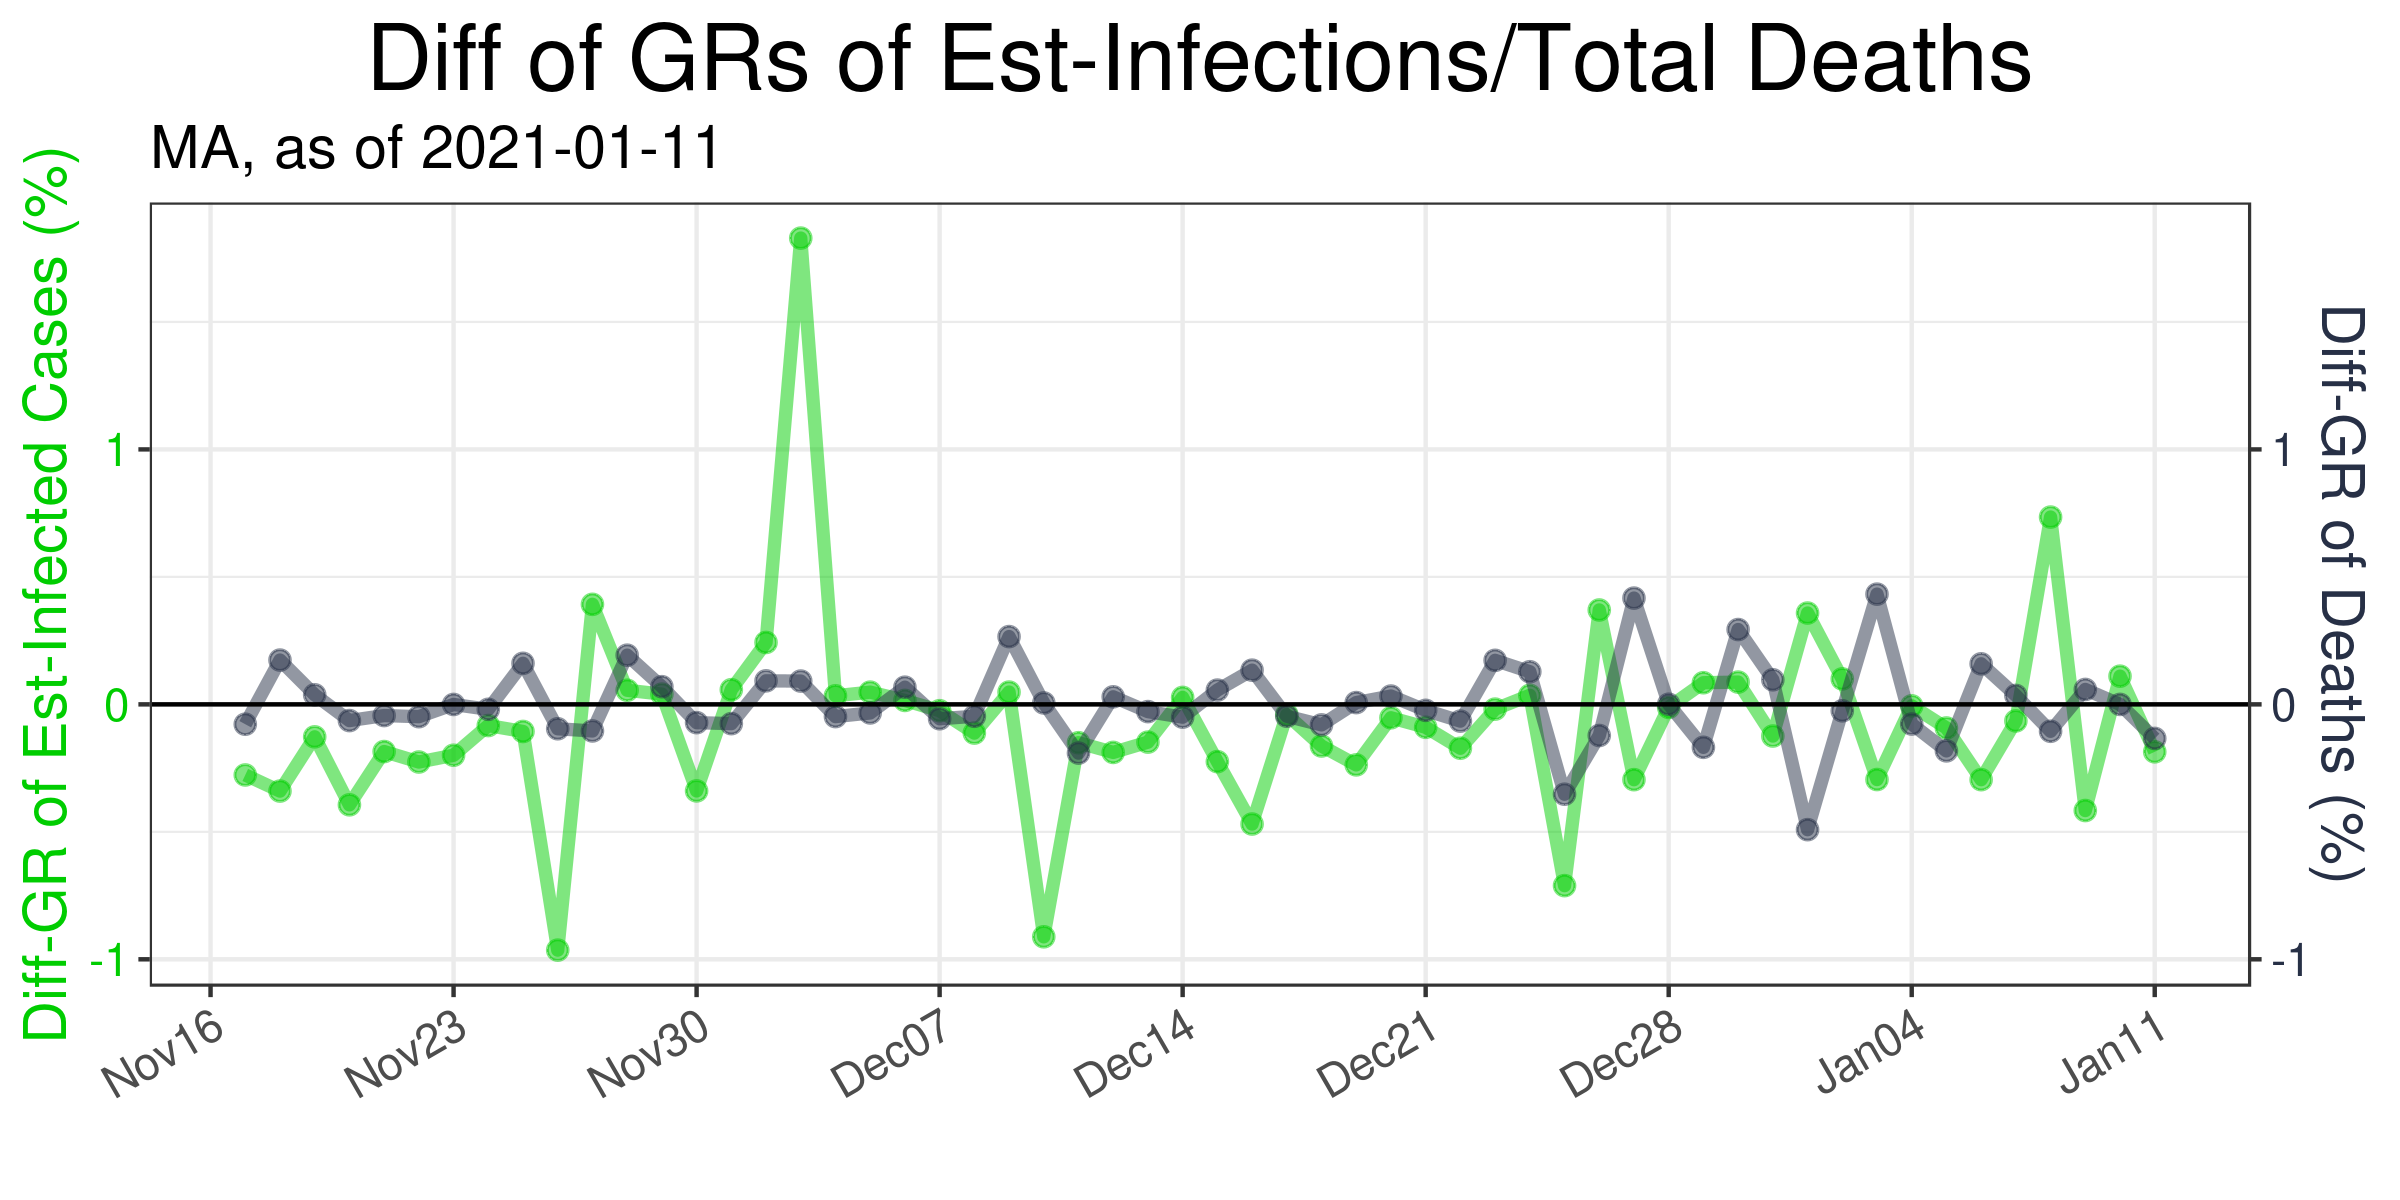 Diff of GRs of Est-Infections/Total Deaths
MA, as of 2021-01-11
Diff-GR of Est-Infected Cases (%)
1
0
-1
1
0
-1
Diff-GR of Deaths (%)
Nov16
Nov23
Nov30
Dec07
Dec14
Dec21
Dec28
Jan04
Jan11